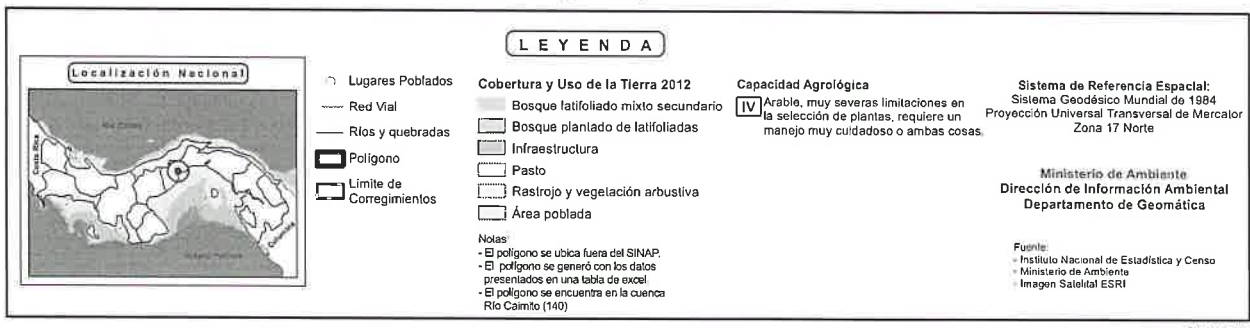 LEYENDA
Localización Nacional
Costa Rica
Colombia
Lugares Poblados
Red Vial
Ríos y quebradas
Polígono
Limite de
Corregimientos
Cobertura y Uso de la Tierra 2012
Bosque latifoliado mixto secundario
Bosque plantado de latifoliadas
Infraestructura
Pasto
Rastrojo y vegetación arbustiva
Área poblada
Notas
- El polígono se ubica fuera del SINAP.
- El polígono se generó con los datos
presentados en una tabla de excel
- El polígono se encuentra en la cuenca
Río Caimito (140)
Capacidad Agrológica
IV Arable, muy severas limitaciones en
la selección de plantas, requiere un
manejo muy cuidadoso o ambas cosas.
Sistema de Referencia Espacial:
Sistema Geodésico Mundial de 1984
Proyección Universal Transversal de Mercator
Zona 17 Norte
Ministerio de Ambiente
Dirección de Información Ambiental
Departamento de Geomática
Fuente:
- Instituto Nacional de Estadística y Censo
- Ministerio de Ambiente
- Imagen Satelital ESRI